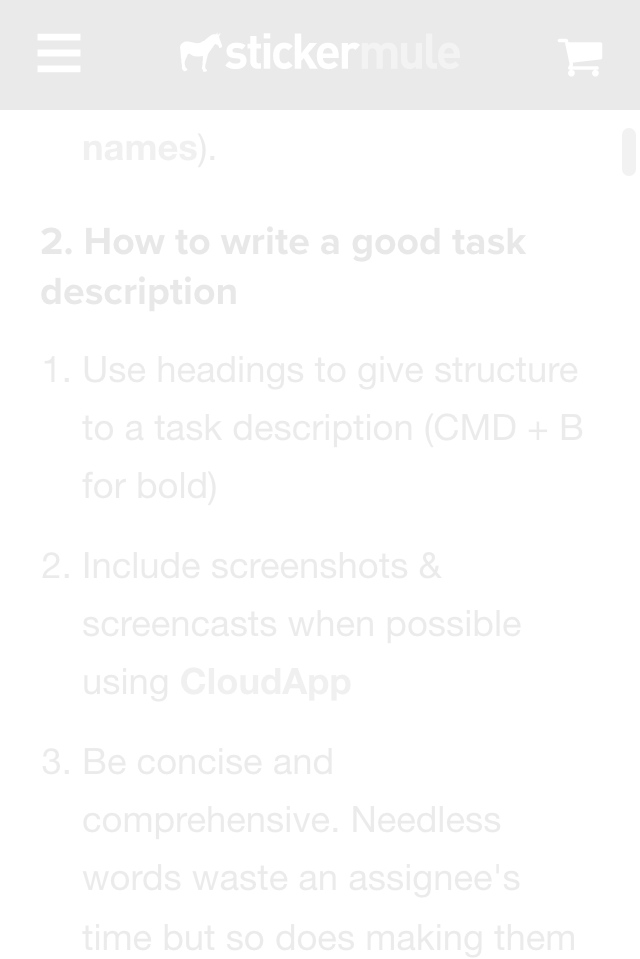 stickermule
names).
2. How to write a good task
description
1. Use headings to give structure
to a task description (CMD + B
for bold)
2. Include screenshots &
screencasts when possible
using CloudApp
3. Be concise and
comprehensive. Needless
words waste an assignee's
time but so does making them